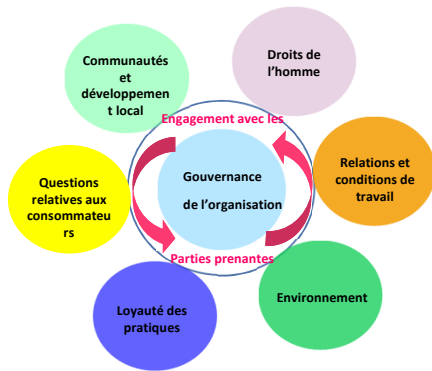 Communautés
et
développemen
t local
Droits de
l'homme
Engagement avec les
Gouvernance
de l'organisation
Parties prenantes
Questions
relatives aux
consommateu
rs
Relations et
conditions de
travail
Loyauté des
pratiques
Environnement